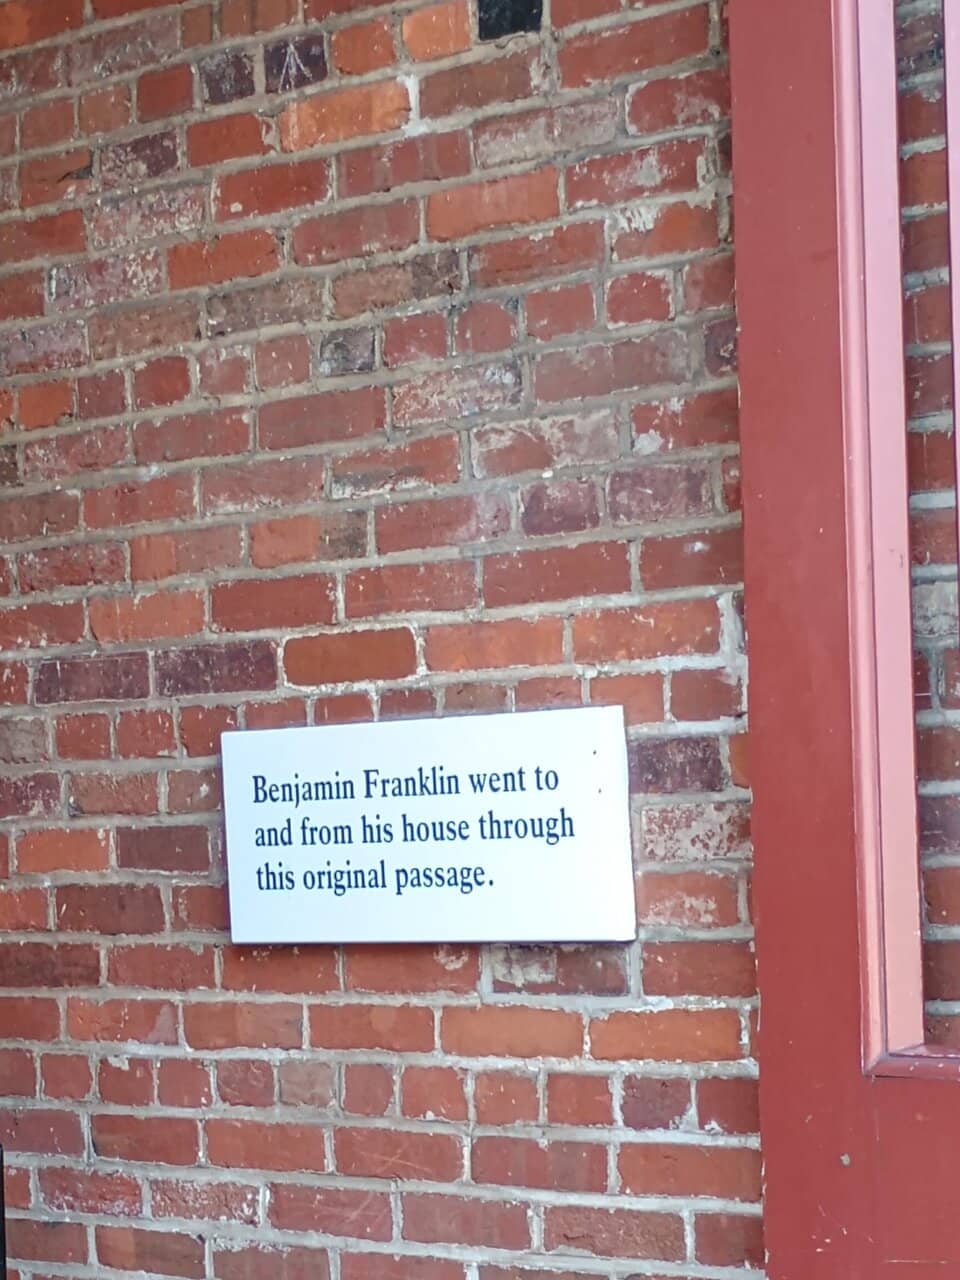 Benjamin Franklin went to
and from his house through
this original passage.